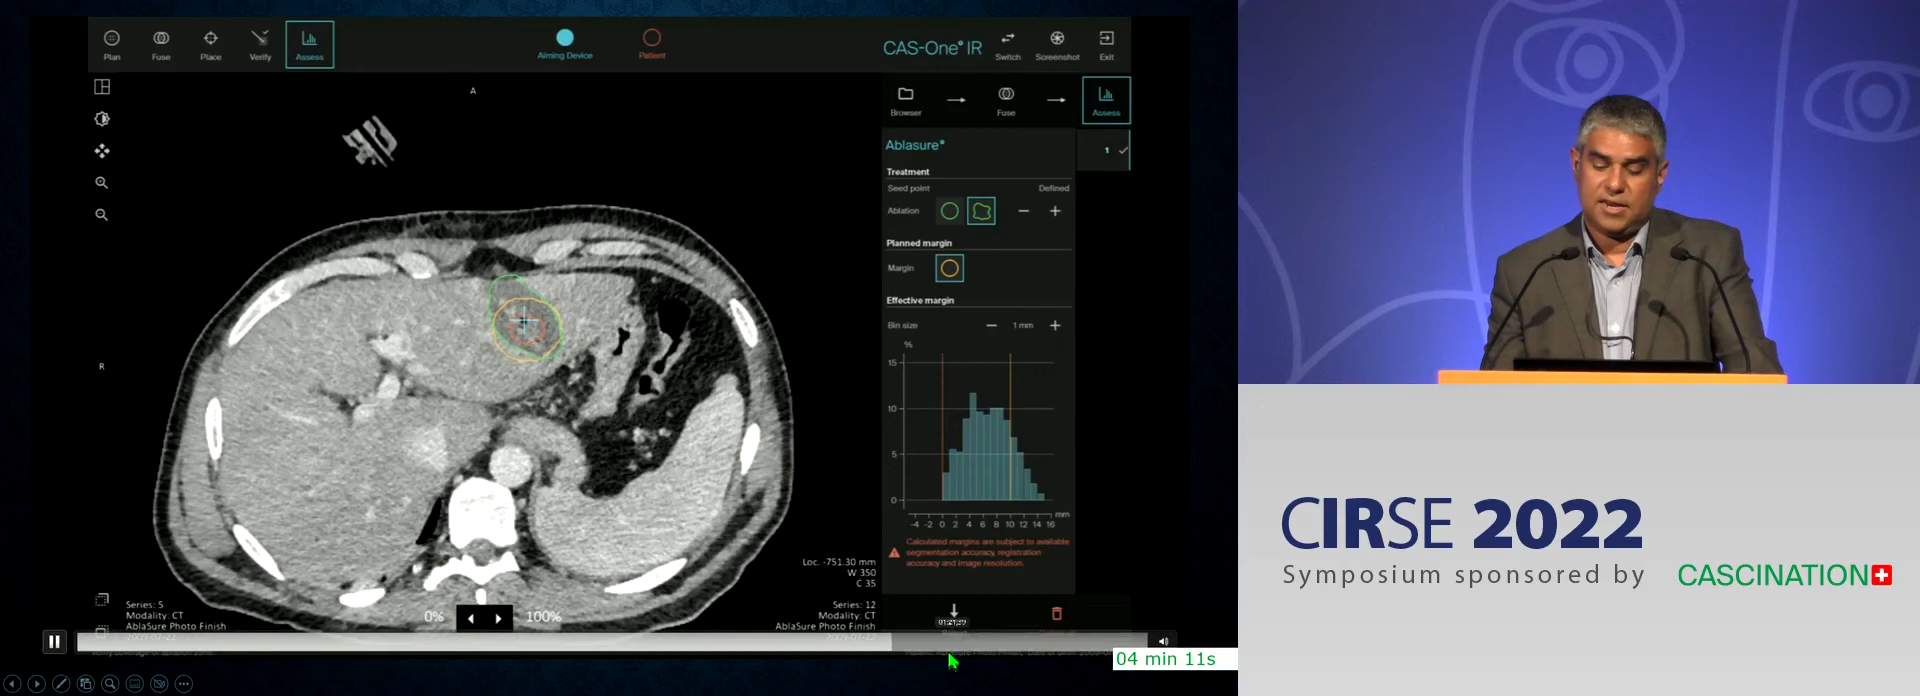 Plan
Fuse
Place
Verify
Assess
Aiming Device
Patient
CAS-One® IR
Switch
Screenshot
Exit
A
Browser
Fuse
Assess
Ablasure®
1
Treatment
Seed point Defined
Ablation
Planned margin
Margin
Effective margin
Bin size 1 mm
%
15
10
5
0
mm
-4 -2 0 2 4 6 8 10 12 14 16
Calculated margins are subject to available
segmentation accuracy, registration
accuracy and image resolution.
R
Loc. -751.30 mm
W 350
C 35
Series: 5
Modality: CT
AblaSure Photo Finish
0% 100%
Series: 12
Modality: CT
AblaSure Photo Finish
04 min 11s
CIRSE 2022
Symposium sponsored by CASCINATION